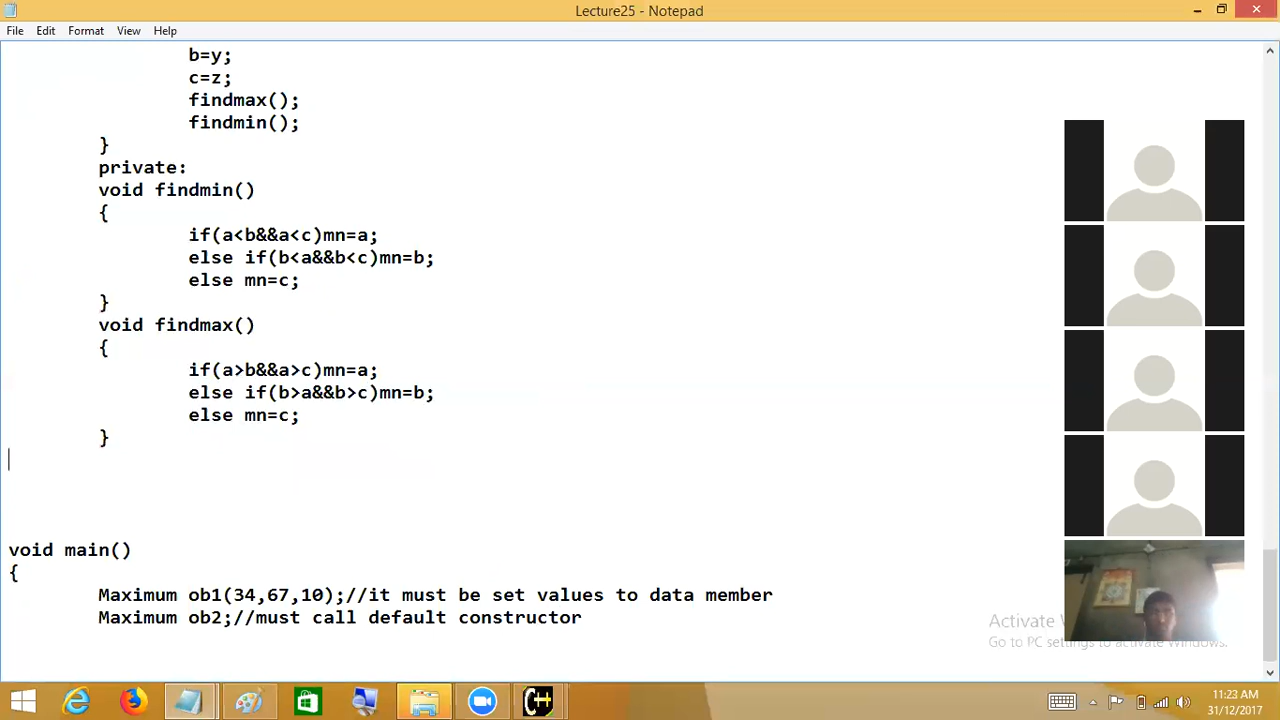 Lecture25 - Notepad
File Edit Format View Help
b=y;
c=z;
findmax();
findmin();
}
private:
void findmin()
{
if(a<b&&a<c)mn=a;
else if(b<a&&b<c)mn=b;
else mn=c;
}
void findmax()
{
if(a>b&&a>c)mn=a;
else if(b>a&&b>c)mn=b;
else mn=c;
}
void main()
{
Maximum ob1(34,67,10);//it must be set values to data member
Maximum ob2;//must call default constructor
Activate
Go to PC settings to activate Windows.
C++
11:23 AM
31/12/2017